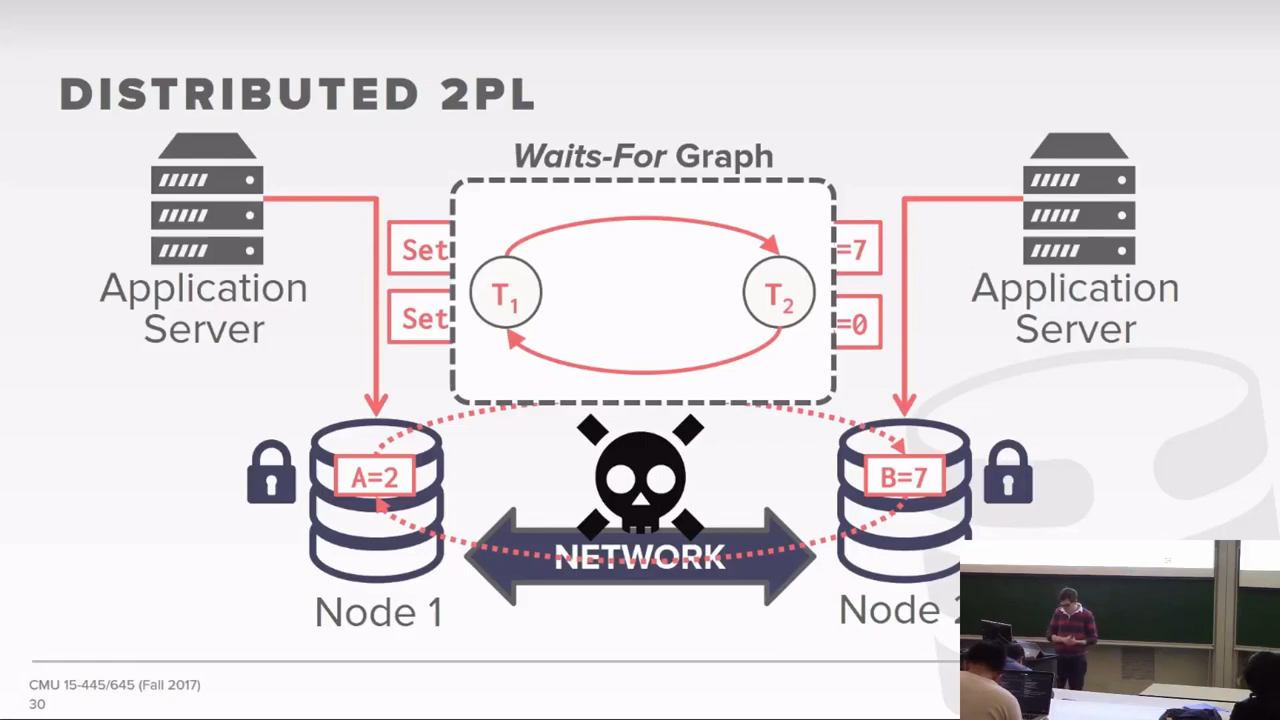 DISTRIBUTED 2PL
Waits-For Graph
Set
=7
T1
T2
Set
=0
Application
Server
Application
Server
A=2
B=7
NETWORK
Node 1
Node
CMU 15-445/645 (Fall 2017)
30